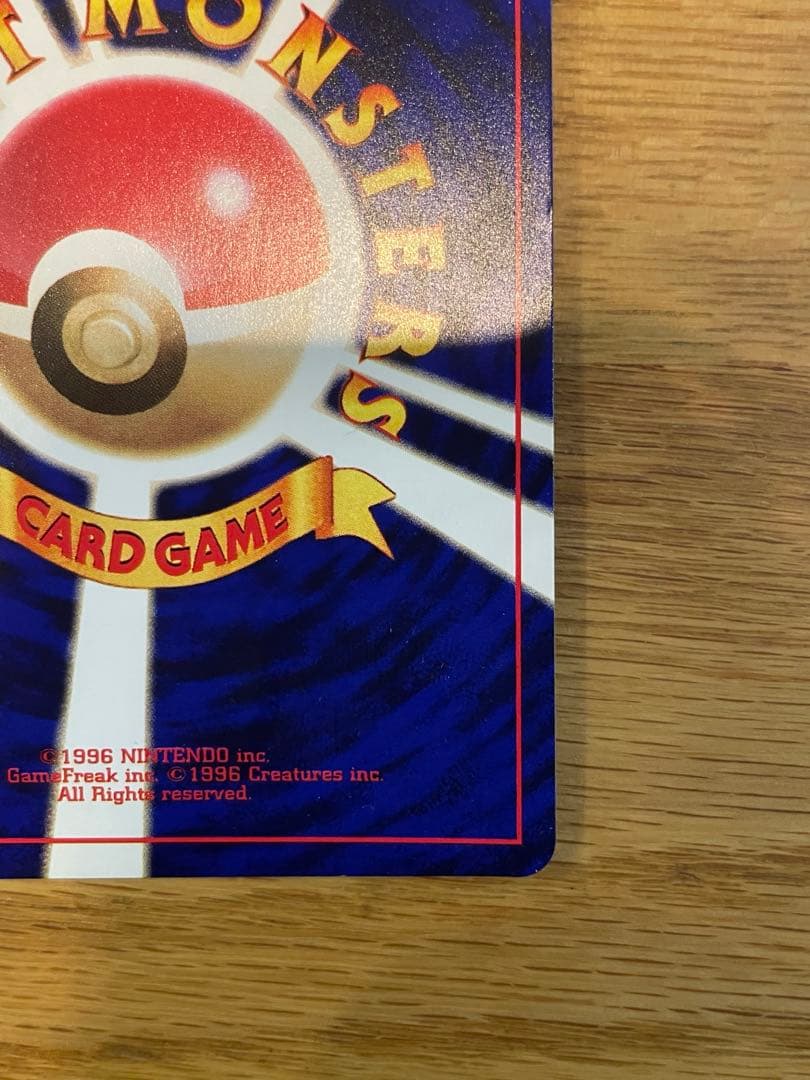 T MONSTERS
CARD GAME
©1996 NINTENDO inc.
GameFreak inc. ©1996 Creatures inc.
All Rights reserved.